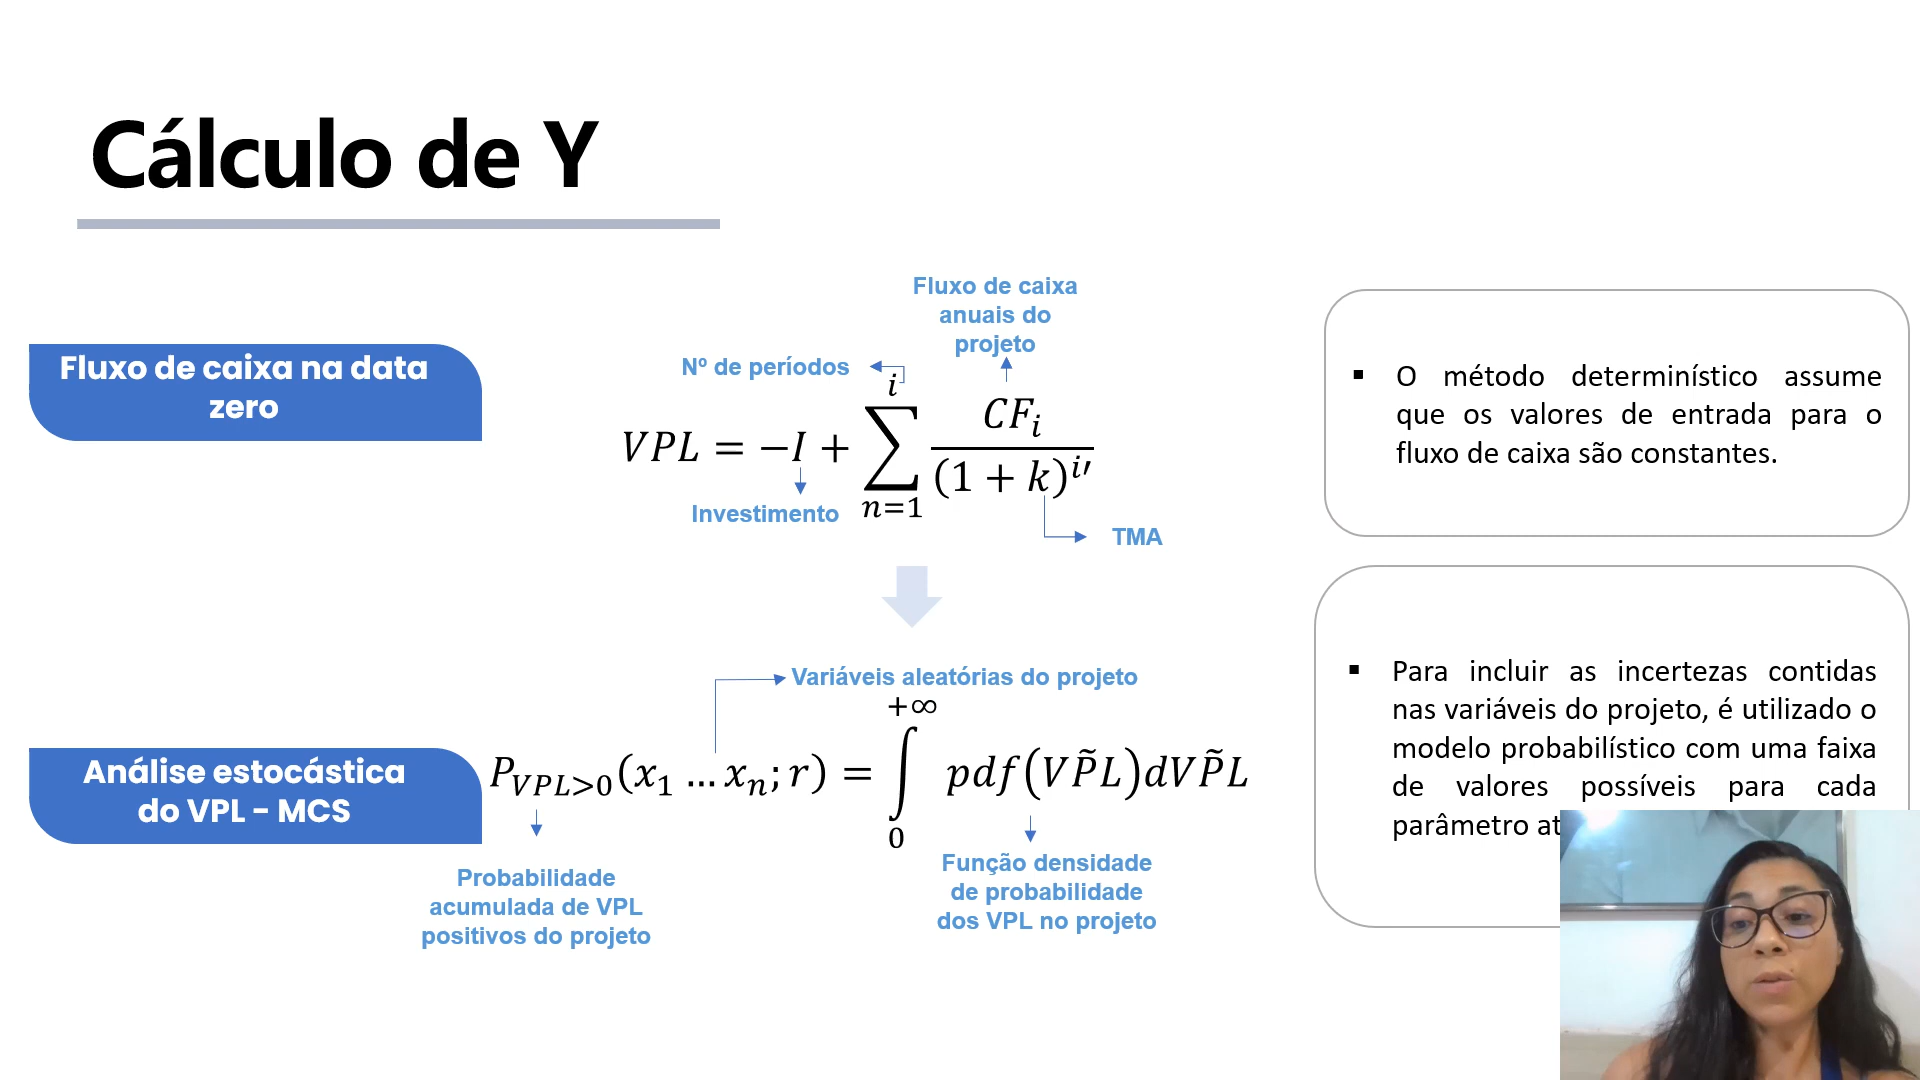 Cálculo de Y
Fluxo de caixa na data
zero
Fluxo de caixa
anuais do
projeto
Nº de períodos
VPL = −I + ∑ i n=1 CFᵢ / (1 + k)^i′
Investimento
TMA
▪ O método determinístico assume
que os valores de entrada para o
fluxo de caixa são constantes.
Análise estocástica
do VPL - MCS
Variáveis aleatórias do projeto
P_VPL>0(x₁ … xₙ; r) = ∫ +∞ 0 pdf(VP̃L)dVP̃L
Probabilidade
acumulada de VPL
positivos do projeto
Função densidade
de probabilidade
dos VPL no projeto
▪ Para incluir as incertezas contidas
nas variáveis do projeto, é utilizado o
modelo probabilístico com uma faixa
de valores possíveis para cada
parâmetro